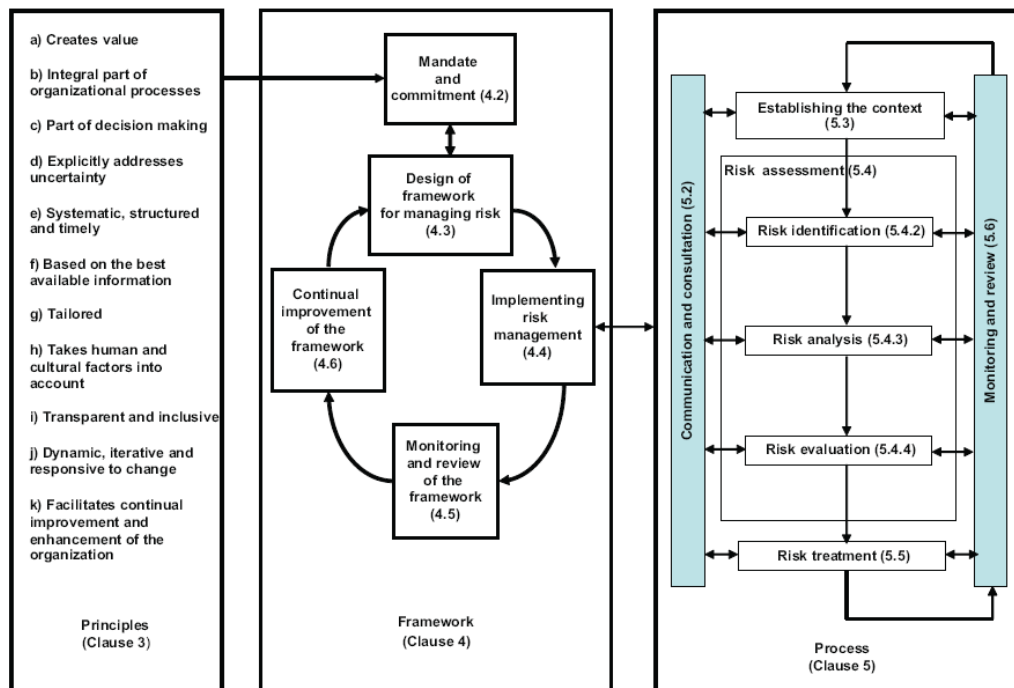 a) Creates value
b) Integral part of
organizational processes
c) Part of decision making
d) Explicitly addresses
uncertainty
e) Systematic, structured
and timely
f) Based on the best
available information
g) Tailored
h) Takes human and
cultural factors into
account
i) Transparent and inclusive
j) Dynamic, iterative and
responsive to change
k) Facilitates continual
improvement and
enhancement of the
organization
Principles
(Clause 3)
Mandate
and
commitment (4.2)
Design of
framework
for managing risk
(4.3)
Continual
improvement
of the
framework
(4.6)
Implementing
risk
management
(4.4)
Monitoring
and review
of the
framework
(4.5)
Framework
(Clause 4)
Communication and consultation (5.2)
Establishing the context
(5.3)
Risk assessment (5.4)
Risk identification (5.4.2)
Risk analysis (5.4.3)
Risk evaluation (5.4.4)
Risk treatment (5.5)
Monitoring and review (5.6)
Process
(Clause 5)